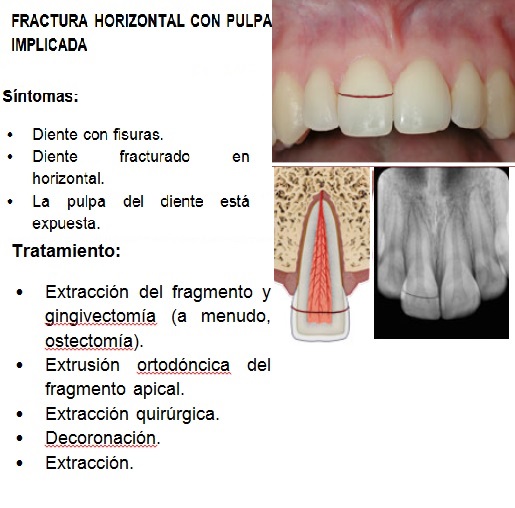 FRACTURA HORIZONTAL CON PULPA
IMPLICADA
Síntomas:
• Diente con fisuras.
• Diente fracturado en
horizontal.
• La pulpa del diente está
expuesta.
Tratamiento:
• Extracción del fragmento y
gingivectomía (a menudo,
ostectomía).
• Extrusión ortodóncica del
fragmento apical.
• Extracción quirúrgica.
• Decoronación.
• Extracción.